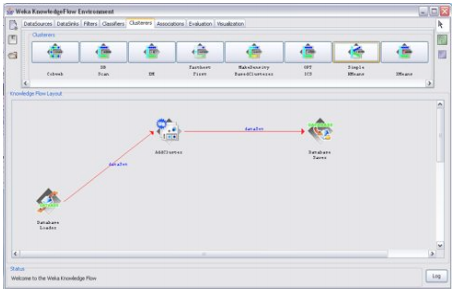 Weka KnowledgeFlow Environment
DataSources DataSinks Filters Classifiers Clusterers Associations Evaluation Visualization
Clusterers
Cobweb
DB Scan
EM
Farthest First
MakeDensity BasedClusterer
OPTICS
Simple KMeans
XMeans
Knowledge Flow Layout
dataSet
AddCluster
dataSet
Database Saver
Database Loader
Status
Welcome to the Weka Knowledge Flow
Log